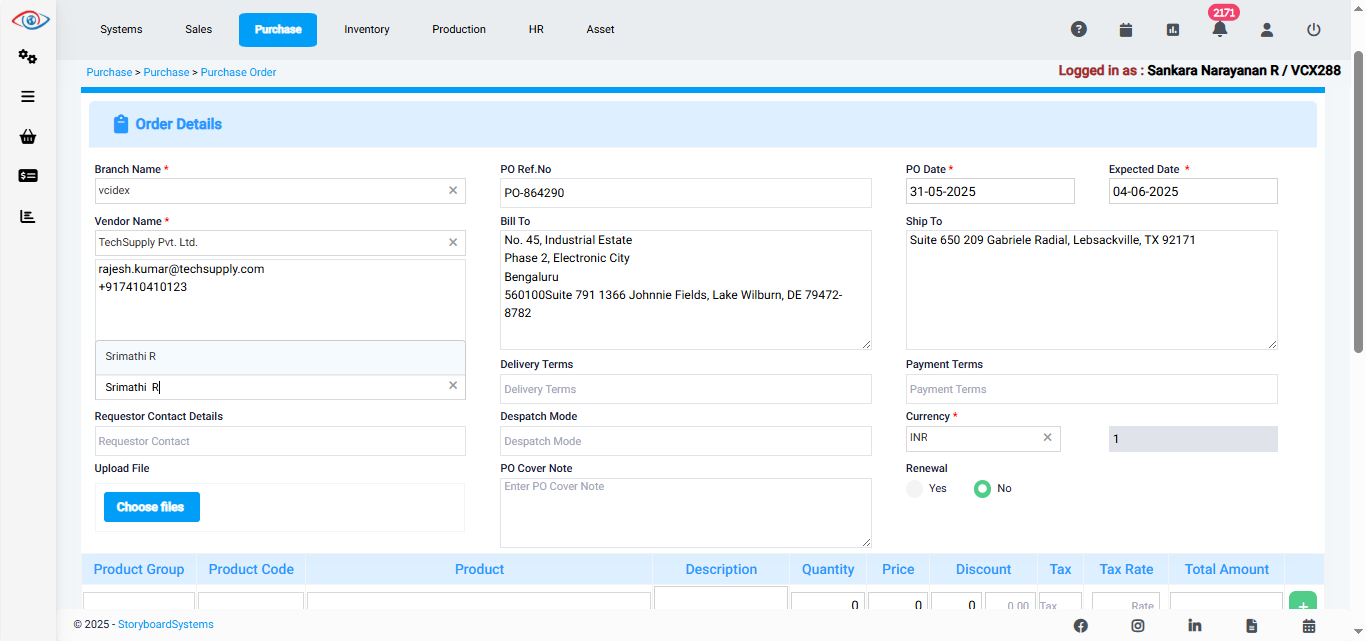 Systems
Sales
Purchase
Inventory
Production
HR
Asset
2171
Purchase > Purchase > Purchase Order
Logged in as : Sankara Narayanan R / VCX288
Order Details
Branch Name *
vcidex
PO Ref.No
PO-864290
PO Date *
31-05-2025
Expected Date *
04-06-2025
Vendor Name *
TechSupply Pvt. Ltd.
rajesh.kumar@techsupply.com
+917410410123
Bill To
No. 45, Industrial Estate
Phase 2, Electronic City
Bengaluru
560100Suite 791 1366 Johnnie Fields, Lake Wilburn, DE 79472-
8782
Ship To
Suite 650 209 Gabriele Radial, Lebsackville, TX 92171
Srimathi R
Srimathi  R
Delivery Terms
Delivery Terms
Payment Terms
Payment Terms
Requestor Contact Details
Requestor Contact
Despatch Mode
Despatch Mode
Currency *
INR
1
Upload File
Choose files
PO Cover Note
Enter PO Cover Note
Renewal
Yes
No
Product Group
Product Code
Product
Description
Quantity
Price
Discount
Tax
Tax Rate
Total Amount
0
0
0
0.00
Tax
Rate
+
© 2025 - StoryboardSystems